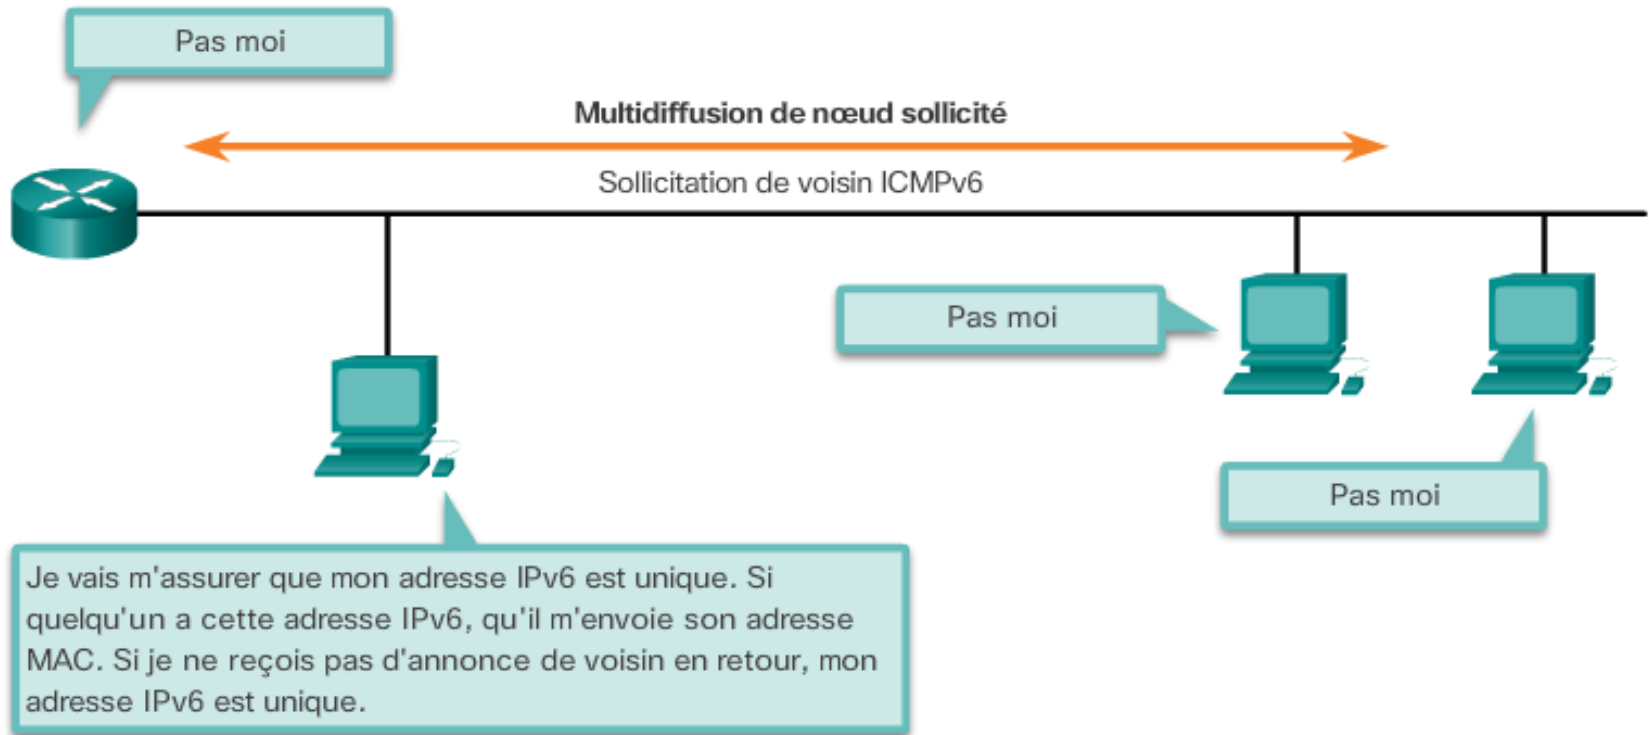 Pas moi
Multidiffusion de nœud sollicité
Sollicitation de voisin ICMPv6
Pas moi
Pas moi
Je vais m'assurer que mon adresse IPv6 est unique. Si
quelqu'un a cette adresse IPv6, qu'il m'envoie son adresse
MAC. Si je ne reçois pas d'annonce de voisin en retour, mon
adresse IPv6 est unique.